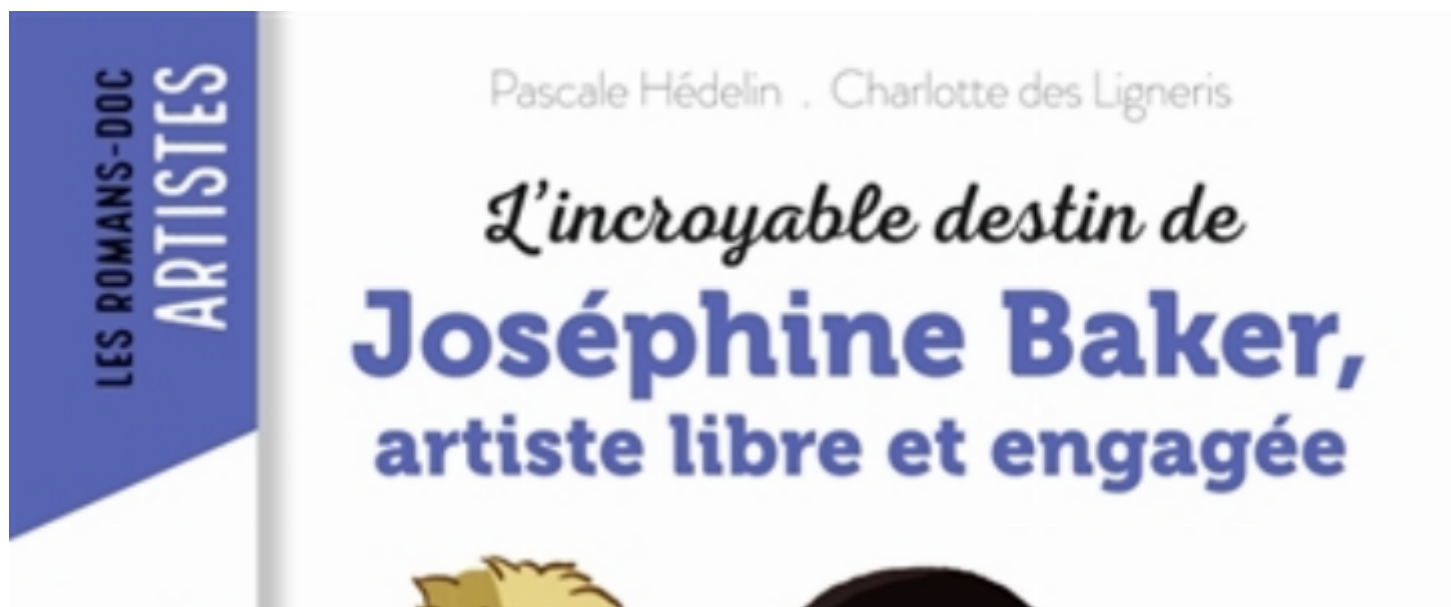 LES ROMANS-DOC
ARTISTES
Pascale Hédelin . Charlotte des Ligneris
L'incroyable destin de
Joséphine Baker,
artiste libre et engagée